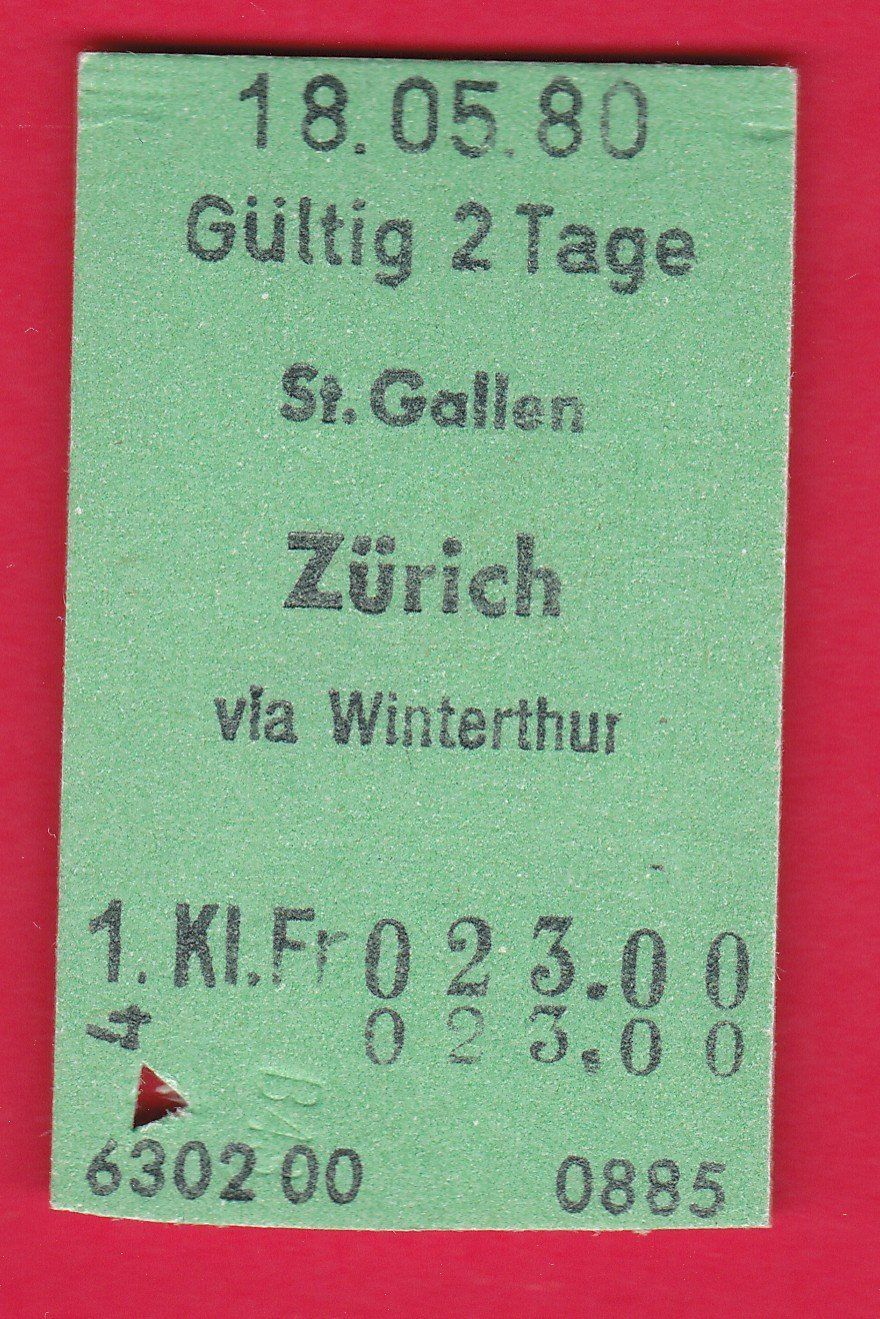 18.05.80
Gültig 2 Tage
St. Gallen
Zürich
via Winterthur
1. Kl. Fr 023.00
023.00
4
6302 00 0885